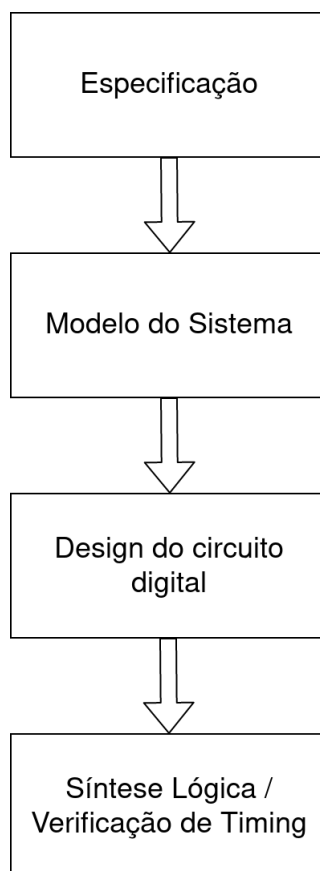 Especificação
Modelo do Sistema
Design do circuito
digital
Síntese Lógica /
Verificação de Timing